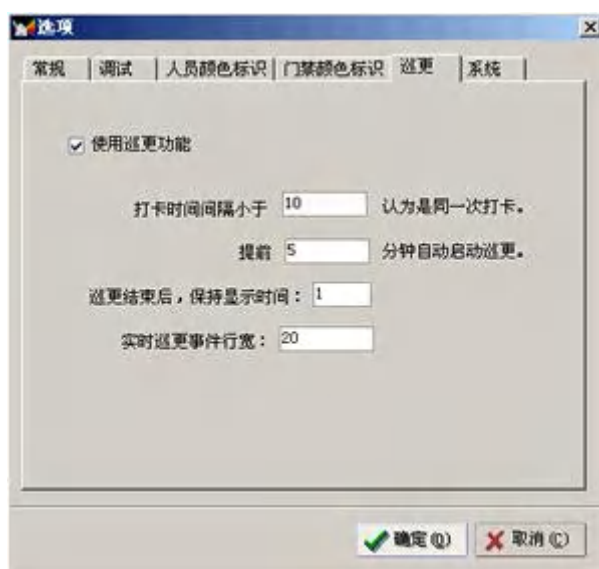 选项
常规 调试 人员颜色标识 门禁颜色标识 巡更 系统
使用巡更功能
打卡时间间隔小于 10 认为是同一次打卡。
提前 5 分钟自动启动巡更。
巡更结束后，保持显示时间： 1
实时巡更事件行宽： 20
确定(O) 取消(C)